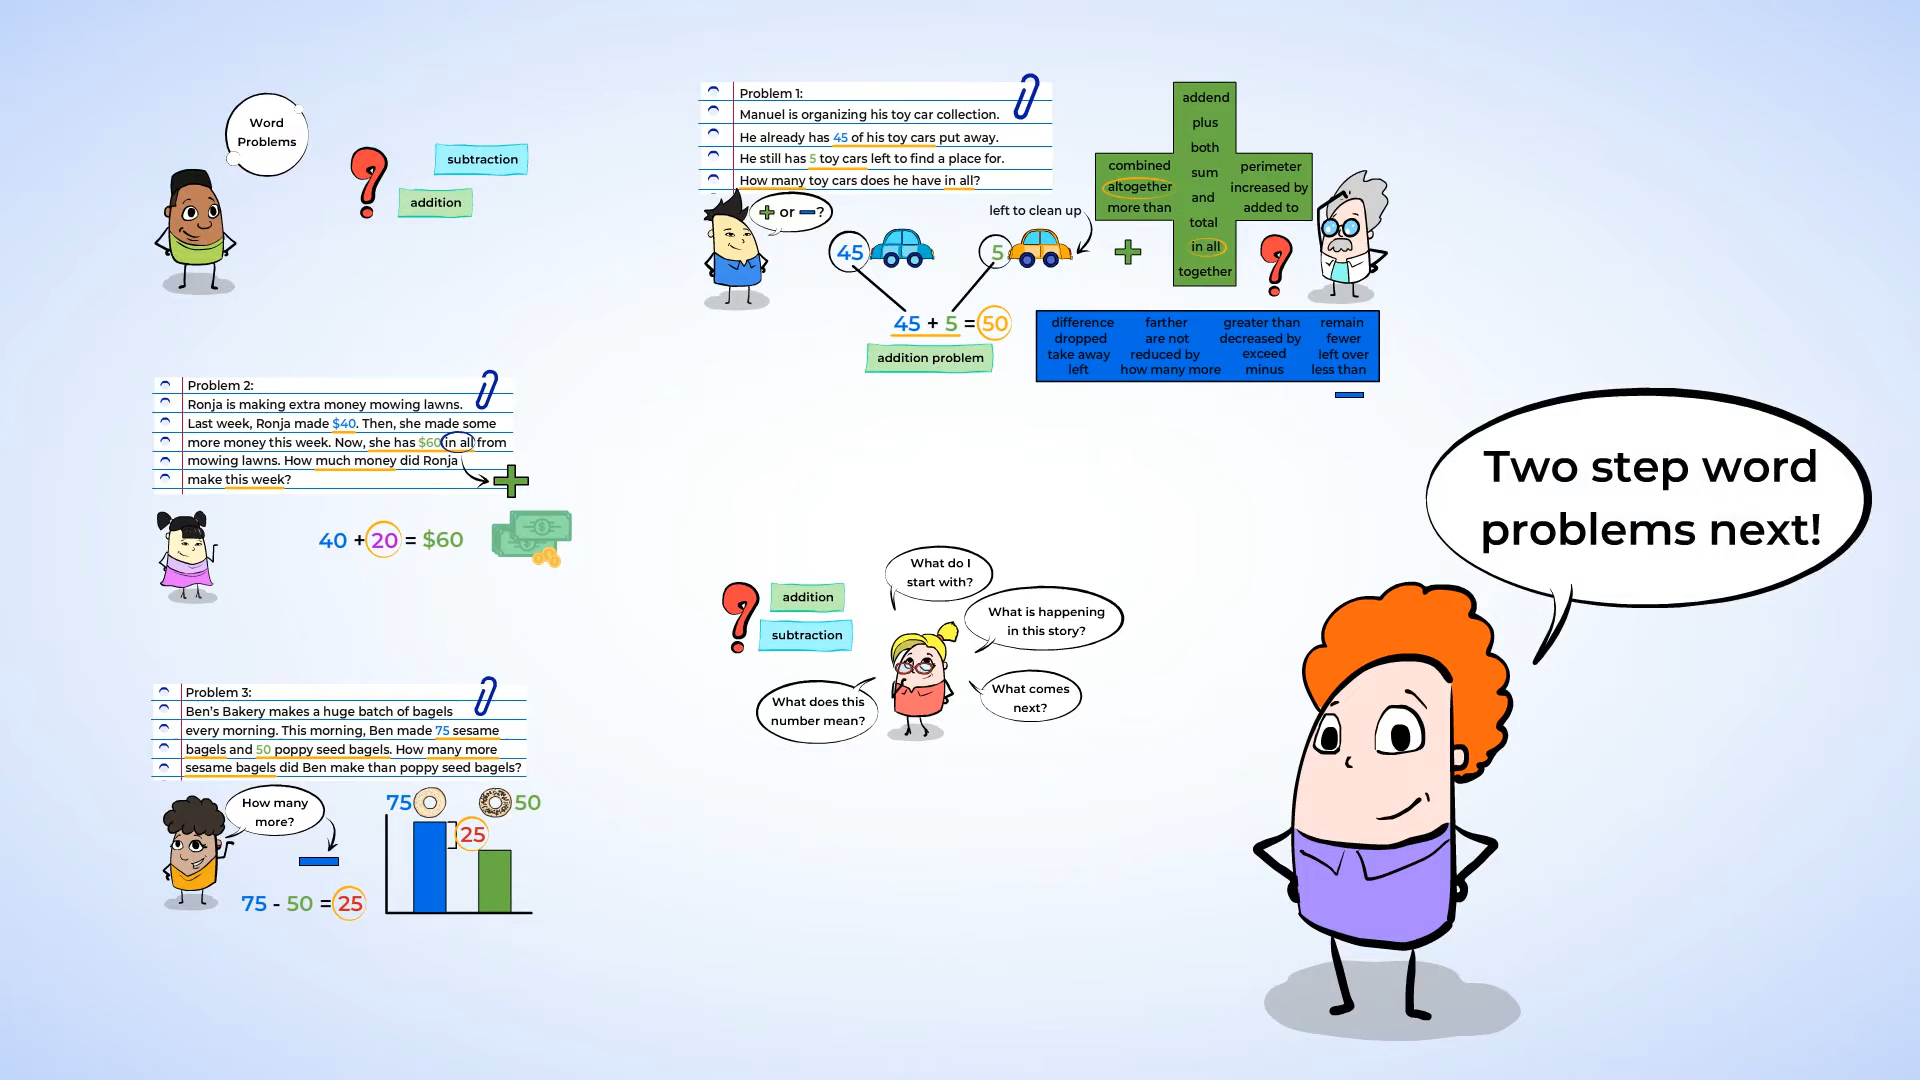 Word
Problems
subtraction
addition
Problem 1:
Manuel is organizing his toy car collection.
He already has 45 of his toy cars put away.
He still has 5 toy cars left to find a place for.
How many toy cars does he have in all?
+ or −?
left to clean up
45
5
45 + 5 = 50
addition problem
addend
plus
both
sum
and
total
in all
together
combined
altogether
more than
perimeter
increased by
added to
difference farther greater than remain
dropped are not decreased by fewer
take away reduced by exceed left over
left how many more minus less than
Problem 2:
Ronja is making extra money mowing lawns.
Last week, Ronja made $40. Then, she made some
more money this week. Now, she has $60 in all from
mowing lawns. How much money did Ronja
make this week?
40 + 20 = $60
Problem 3:
Ben's Bakery makes a huge batch of bagels
every morning. This morning, Ben made 75 sesame
bagels and 50 poppy seed bagels. How many more
sesame bagels did Ben make than poppy seed bagels?
How many
more?
75
50
25
75 - 50 = 25
addition
subtraction
What do I
start with?
What is happening
in this story?
What does this
number mean?
What comes
next?
Two step word
problems next!